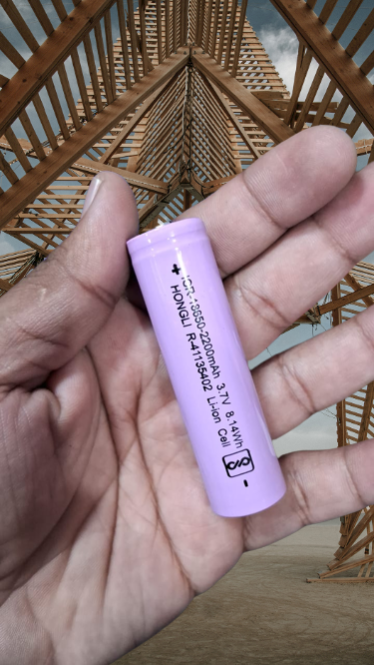 + ICR-18650-2200mAh 3.7V 8.14Wh
HONGLI R-41135402 Li-ion Cell -